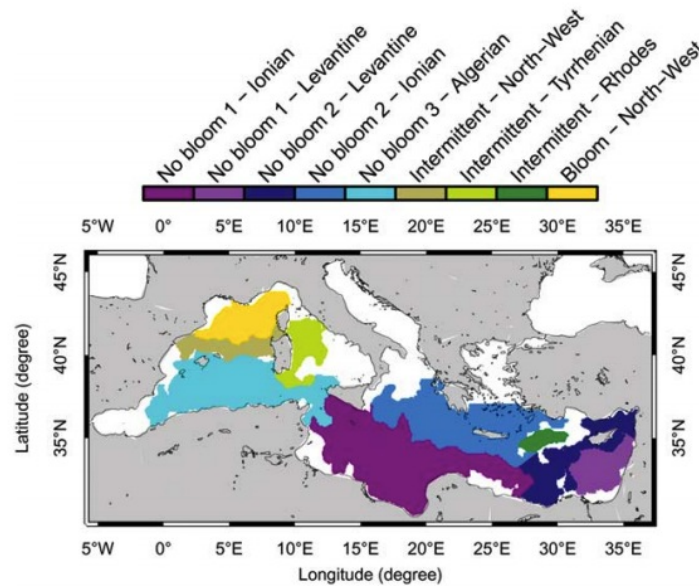 No bloom 1 – Ionian
No bloom 1 – Levantine
No bloom 2 – Levantine
No bloom 2 – Ionian
No bloom 3 – Algerian
Intermittent – North–West
Intermittent – Tyrrhenian
Intermittent – Rhodes
Bloom – North–West
5°W 0° 5°E 10°E 15°E 20°E 25°E 30°E 35°E
45°N 45°N
40°N 40°N
35°N 35°N
Latitude (degree)
5°W 0° 5°E 10°E 15°E 20°E 25°E 30°E 35°E
Longitude (degree)